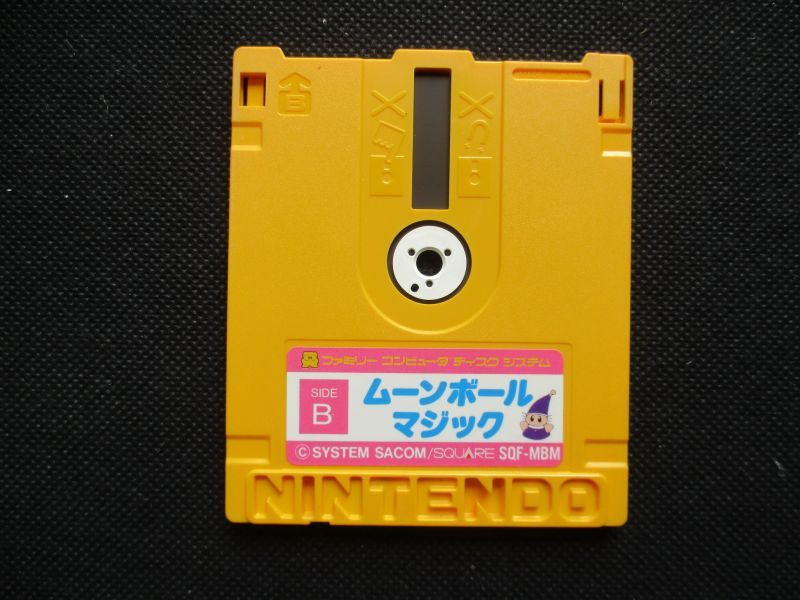 B
ファミリー コンピュータ ディスク システム
SIDE
B
ムーンボール
マジック
© SYSTEM SACOM/SQUARE SQF-MBM
NINTENDO